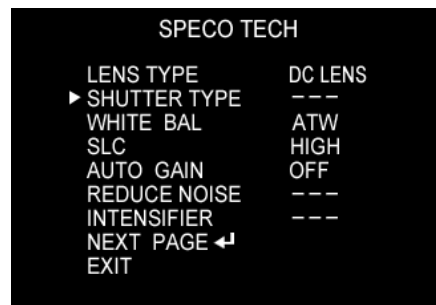 SPECO TECH
LENS TYPE DC LENS
SHUTTER TYPE ---
WHITE BAL ATW
SLC HIGH
AUTO GAIN OFF
REDUCE NOISE ---
INTENSIFIER ---
NEXT PAGE ↵
EXIT